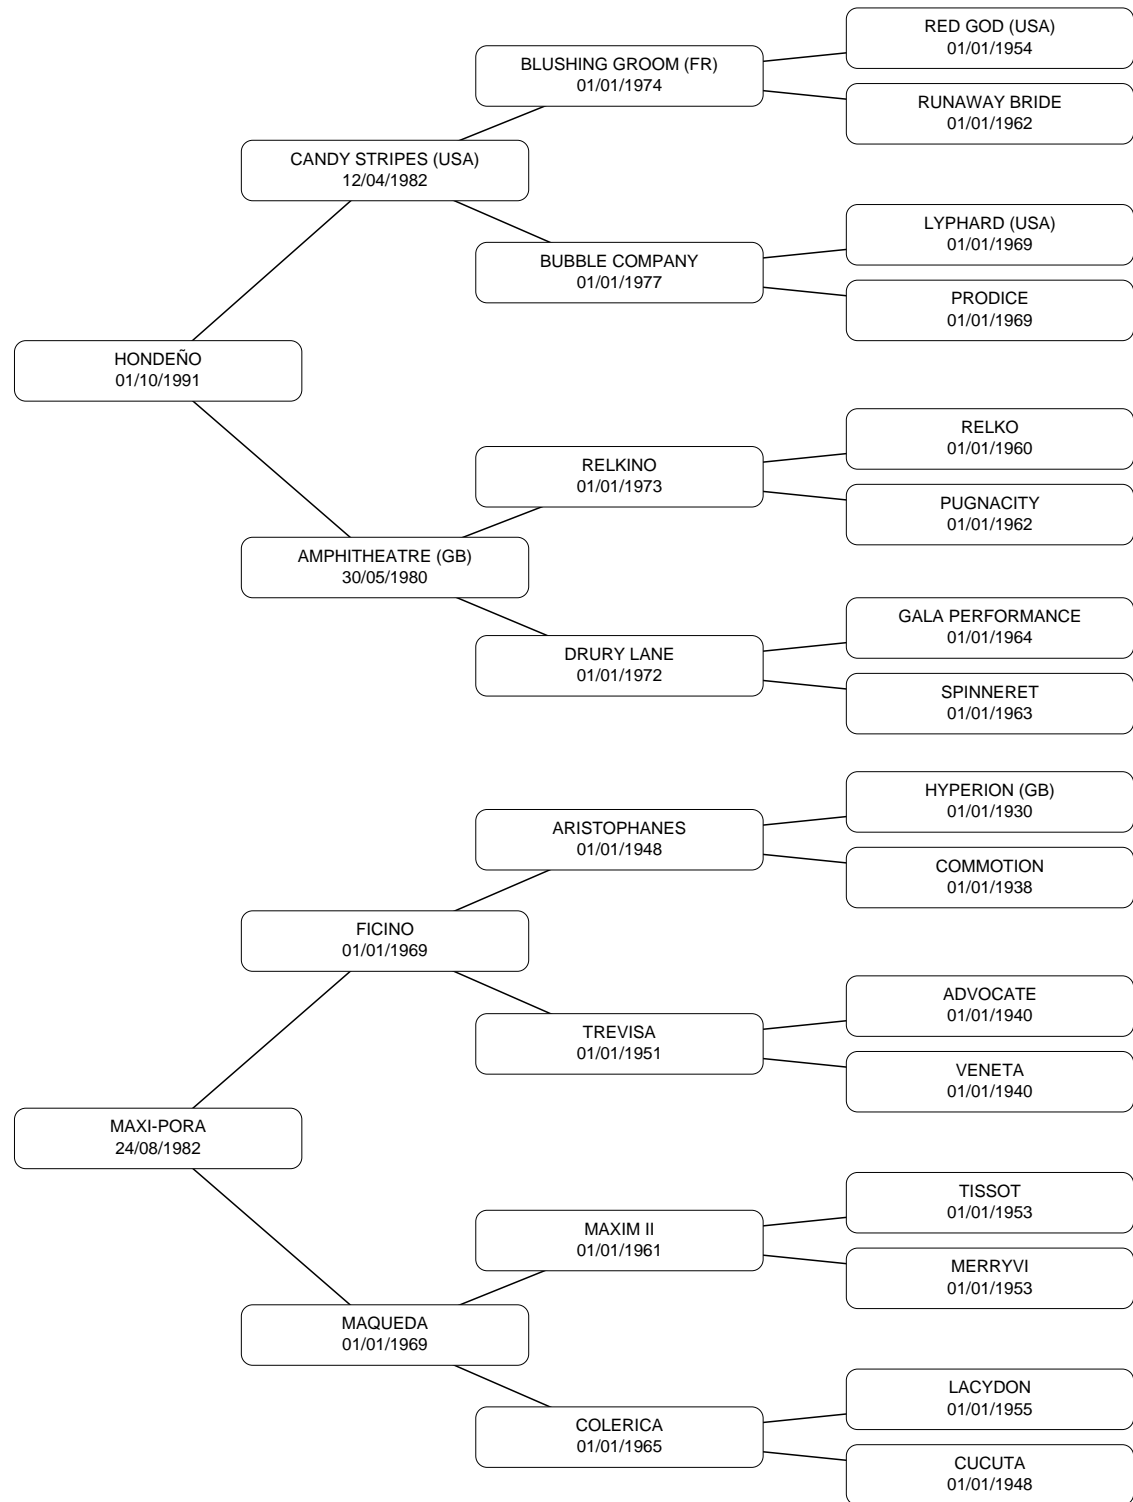 RED GOD (USA)
01/01/1954
BLUSHING GROOM (FR)
01/01/1974
RUNAWAY BRIDE
01/01/1962
CANDY STRIPES (USA)
12/04/1982
LYPHARD (USA)
01/01/1969
BUBBLE COMPANY
01/01/1977
PRODICE
01/01/1969
HONDEÑO
01/10/1991
RELKO
01/01/1960
RELKINO
01/01/1973
PUGNACITY
01/01/1962
AMPHITHEATRE (GB)
30/05/1980
GALA PERFORMANCE
01/01/1964
DRURY LANE
01/01/1972
SPINNERET
01/01/1963
HYPERION (GB)
01/01/1930
ARISTOPHANES
01/01/1948
COMMOTION
01/01/1938
FICINO
01/01/1969
ADVOCATE
01/01/1940
TREVISA
01/01/1951
VENETA
01/01/1940
MAXI-PORA
24/08/1982
TISSOT
01/01/1953
MAXIM II
01/01/1961
MERRYVI
01/01/1953
MAQUEDA
01/01/1969
LACYDON
01/01/1955
COLERICA
01/01/1965
CUCUTA
01/01/1948